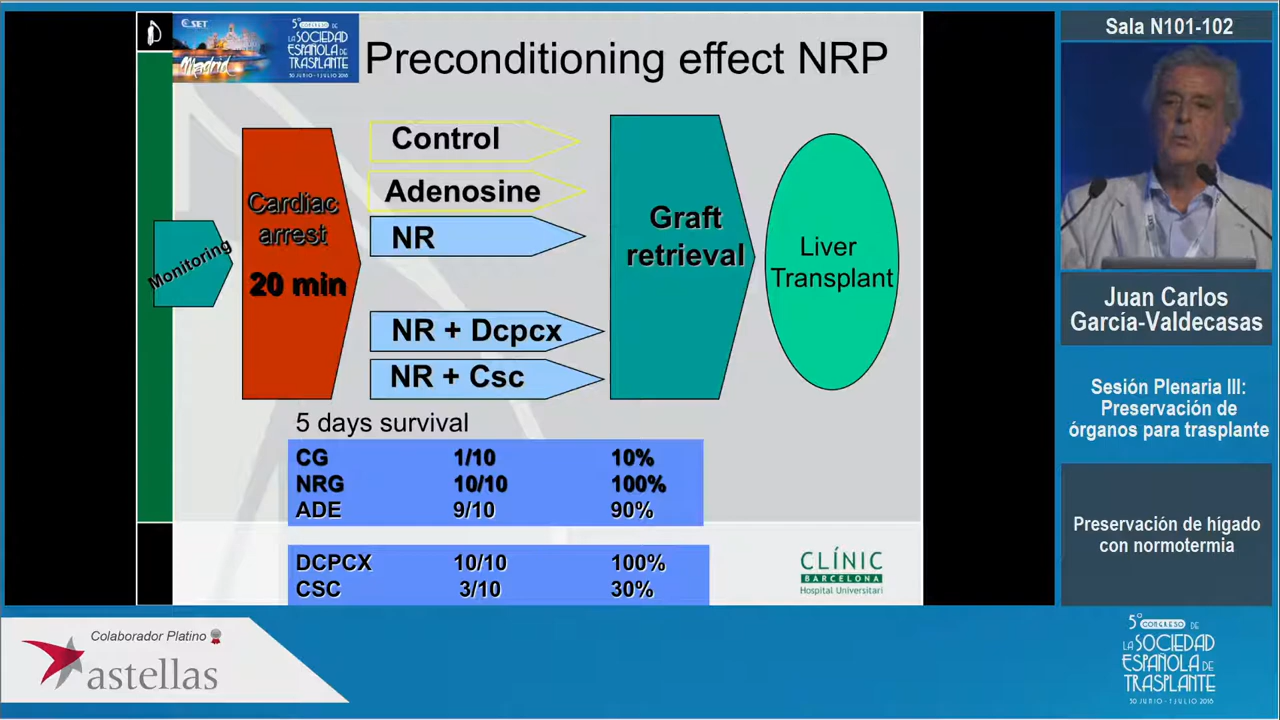 SET
5º CONGRESO DE
LA SOCIEDAD
ESPAÑOLA DE
TRASPLANTE
Madrid
30 JUNIO - 1 JULIO 2016
Preconditioning effect NRP
Monitoring
Cardiac
arrest
20 min
Control
Adenosine
NR
NR + Dcpcx
NR + Csc
Graft
retrieval
Liver
Transplant
5 days survival
CG 1/10 10%
NRG 10/10 100%
ADE 9/10 90%
DCPCX 10/10 100%
CSC 3/10 30%
CLÍNIC
BARCELONA
Hospital Universitari
Sala N101-102
Juan Carlos
García-Valdecasas
Sesión Plenaria III:
Preservación de
órganos para trasplante
Preservación de hígado
con normotermia
Colaborador Platino
astellas
5º CONGRESO DE
LA SOCIEDAD
ESPAÑOLA DE
TRASPLANTE
30 JUNIO - 1 JULIO 2016